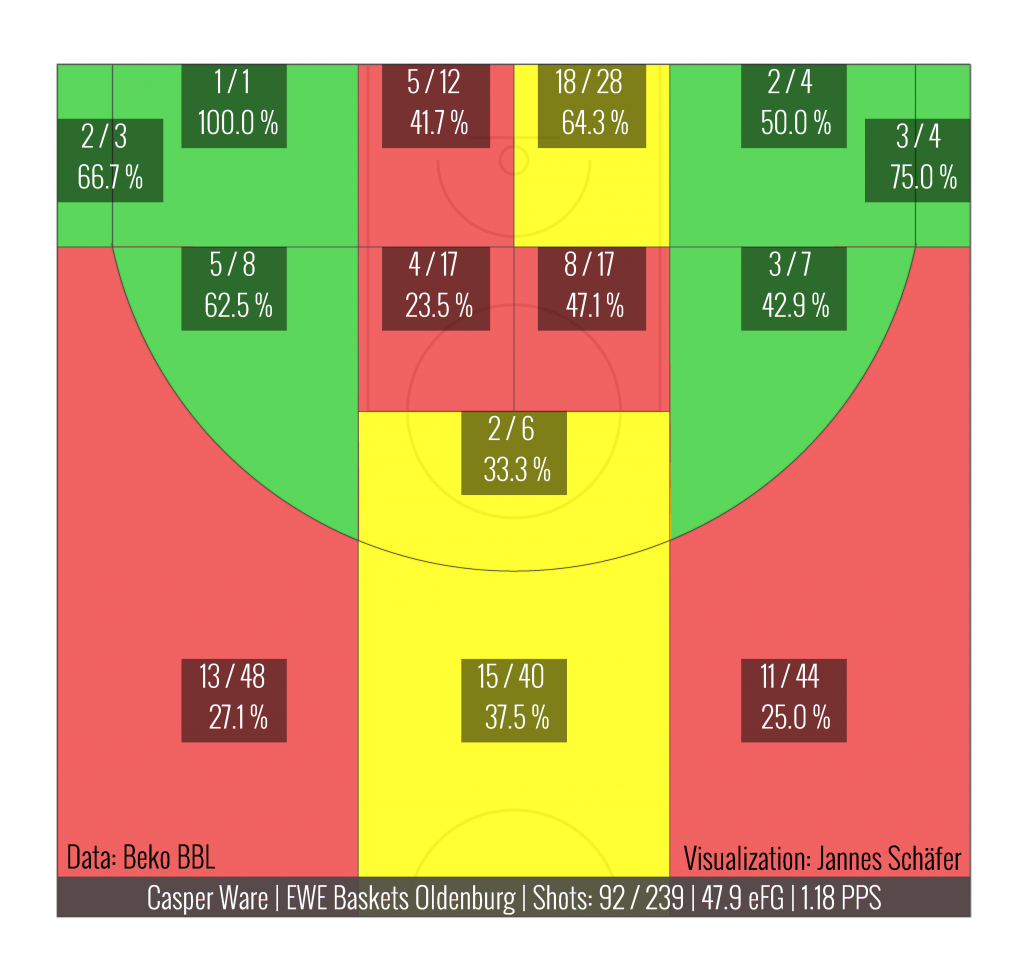 1 / 1
100.0 %
5 / 12
41.7 %
18 / 28
64.3 %
2 / 4
50.0 %
2 / 3
66.7 %
3 / 4
75.0 %
5 / 8
62.5 %
4 / 17
23.5 %
8 / 17
47.1 %
3 / 7
42.9 %
2 / 6
33.3 %
13 / 48
27.1 %
15 / 40
37.5 %
11 / 44
25.0 %
Data: Beko BBL
Visualization: Jannes Schäfer
Casper Ware | EWE Baskets Oldenburg | Shots: 92 / 239 | 47.9 eFG | 1.18 PPS